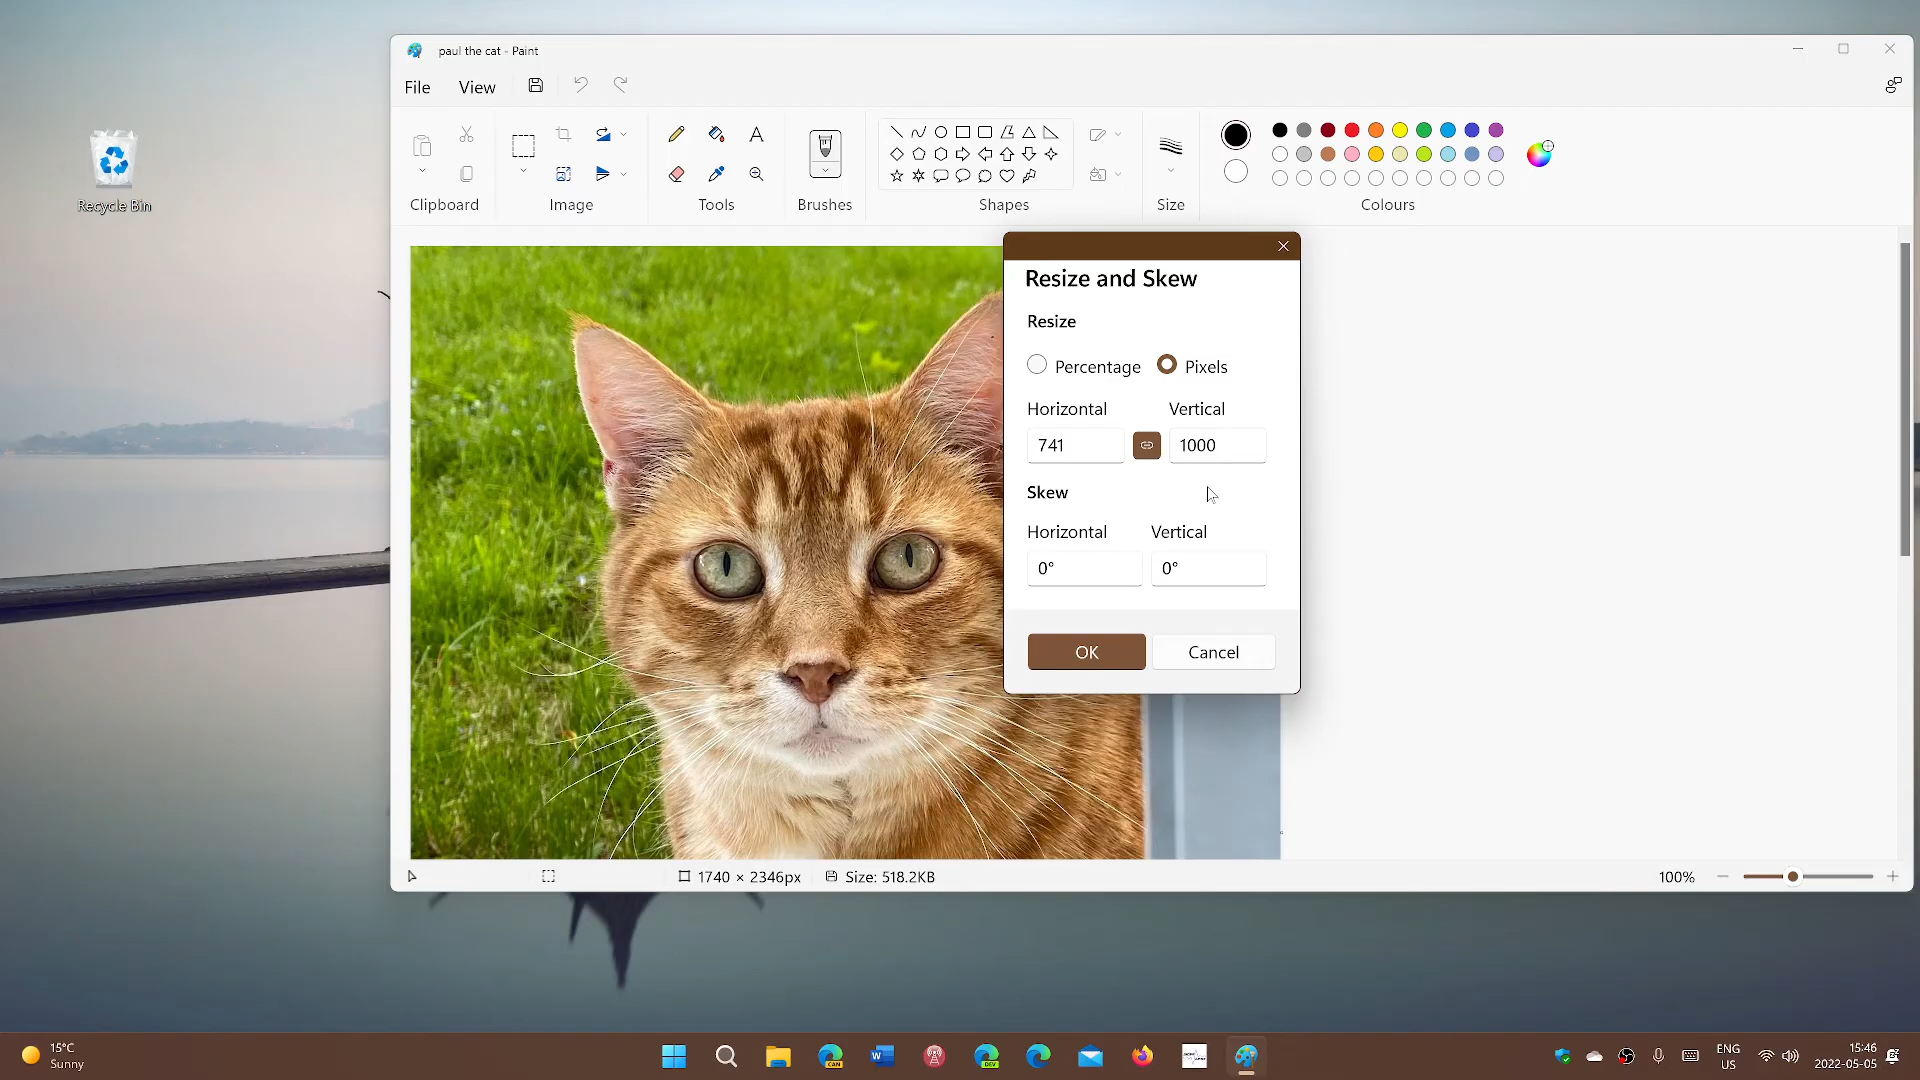 paul the cat - Paint
File View
Recycle Bin
Clipboard Image Tools Brushes Shapes Size Colours
Resize and Skew
Resize
Percentage Pixels
Horizontal Vertical
741 1000
Skew
Horizontal Vertical
0° 0°
OK Cancel
1740 × 2346px Size: 518.2KB 100%
15°C
Sunny
CAN
DEV
ENG
US
15:46
2022-05-05